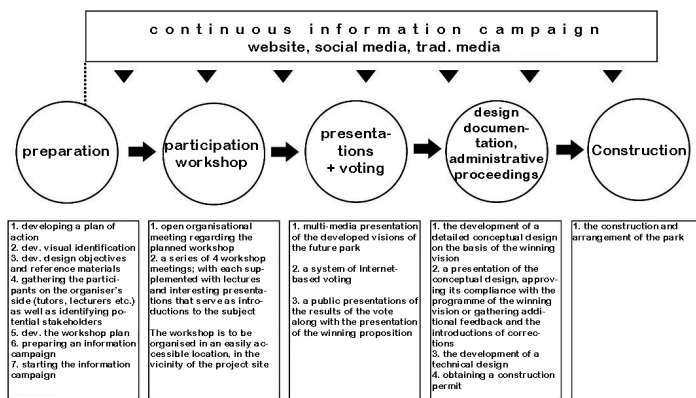 continuous information campaign
website, social media, trad. media
preparation
participation
workshop
presenta-
tions
+ voting
design
documen-
tation,
administrative
proceedings
Construction
1. developing a plan of
action
2. dev. visual identification
3. dev. design objectives
and reference materials
4. gathering the partici-
pants on the organiser's
side (tutors, lecturers etc.)
as well as identifying po-
tential stakeholders
5. dev. the workshop plan
6. preparing an information
campaign
7. starting the information
campaign
1. open organisational
meeting regarding the
planned workshop
2. a series of 4 workshop
meetings; with each sup-
plemented with lectures
and interesting presenta-
tions that serve as intro-
ductions to the subject
The workshop is to be
organised in an easily ac-
cessible location, in the
vicinity of the project site
1. multi-media presentation
of the developed visions of
the future park
2. a system of Internet-
based voting
3. a public presentations of
the results of the vote
along with the presentation
of the winning proposition
1. the development of a
detailed conceptual design
on the basis of the winning
vision
2. a presentation of the
conceptual design, approv-
ing its compliance with the
programme of the winning
vision or gathering addi-
tional feedback and the
introductions of correc-
tions
3. the development of a
technical design
4. obtaining a construction
permit
1. the construction and
arrangement of the park